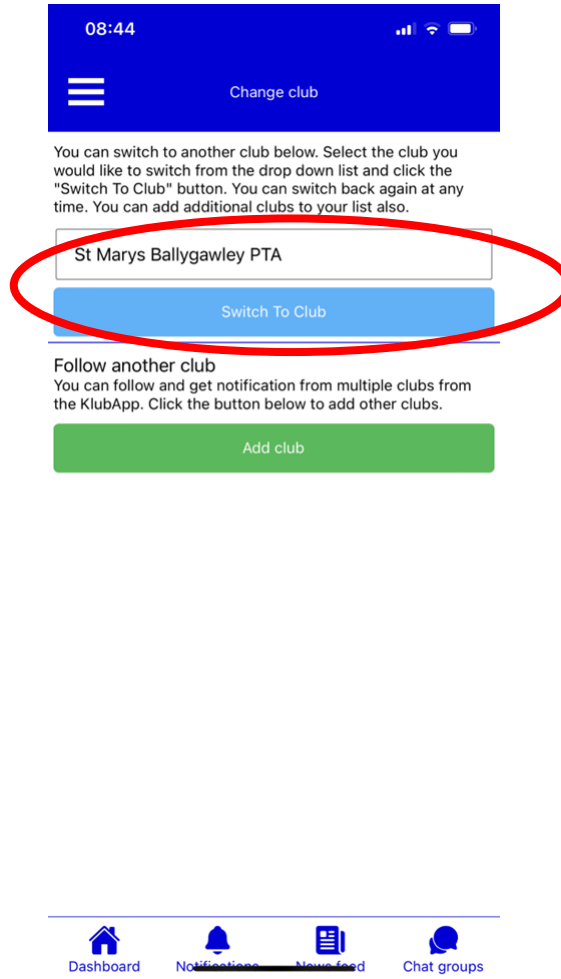 08:44
Change club
You can switch to another club below. Select the club you
would like to switch from the drop down list and click the
"Switch To Club" button. You can switch back again at any
time. You can add additional clubs to your list also.
St Marys Ballygawley PTA
Switch To Club
Follow another club
You can follow and get notification from multiple clubs from
the KlubApp. Click the button below to add other clubs.
Add club
Dashboard Notifications News feed Chat groups